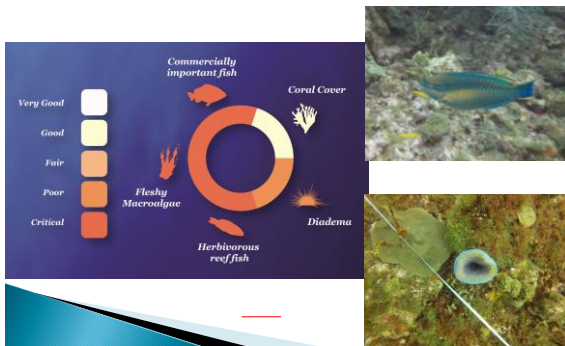 Commercially
important fish
Coral Cover
Very Good
Good
Fair
Poor
Critical
Fleshy
Macroalgae
Diadema
Herbivorous
reef fish